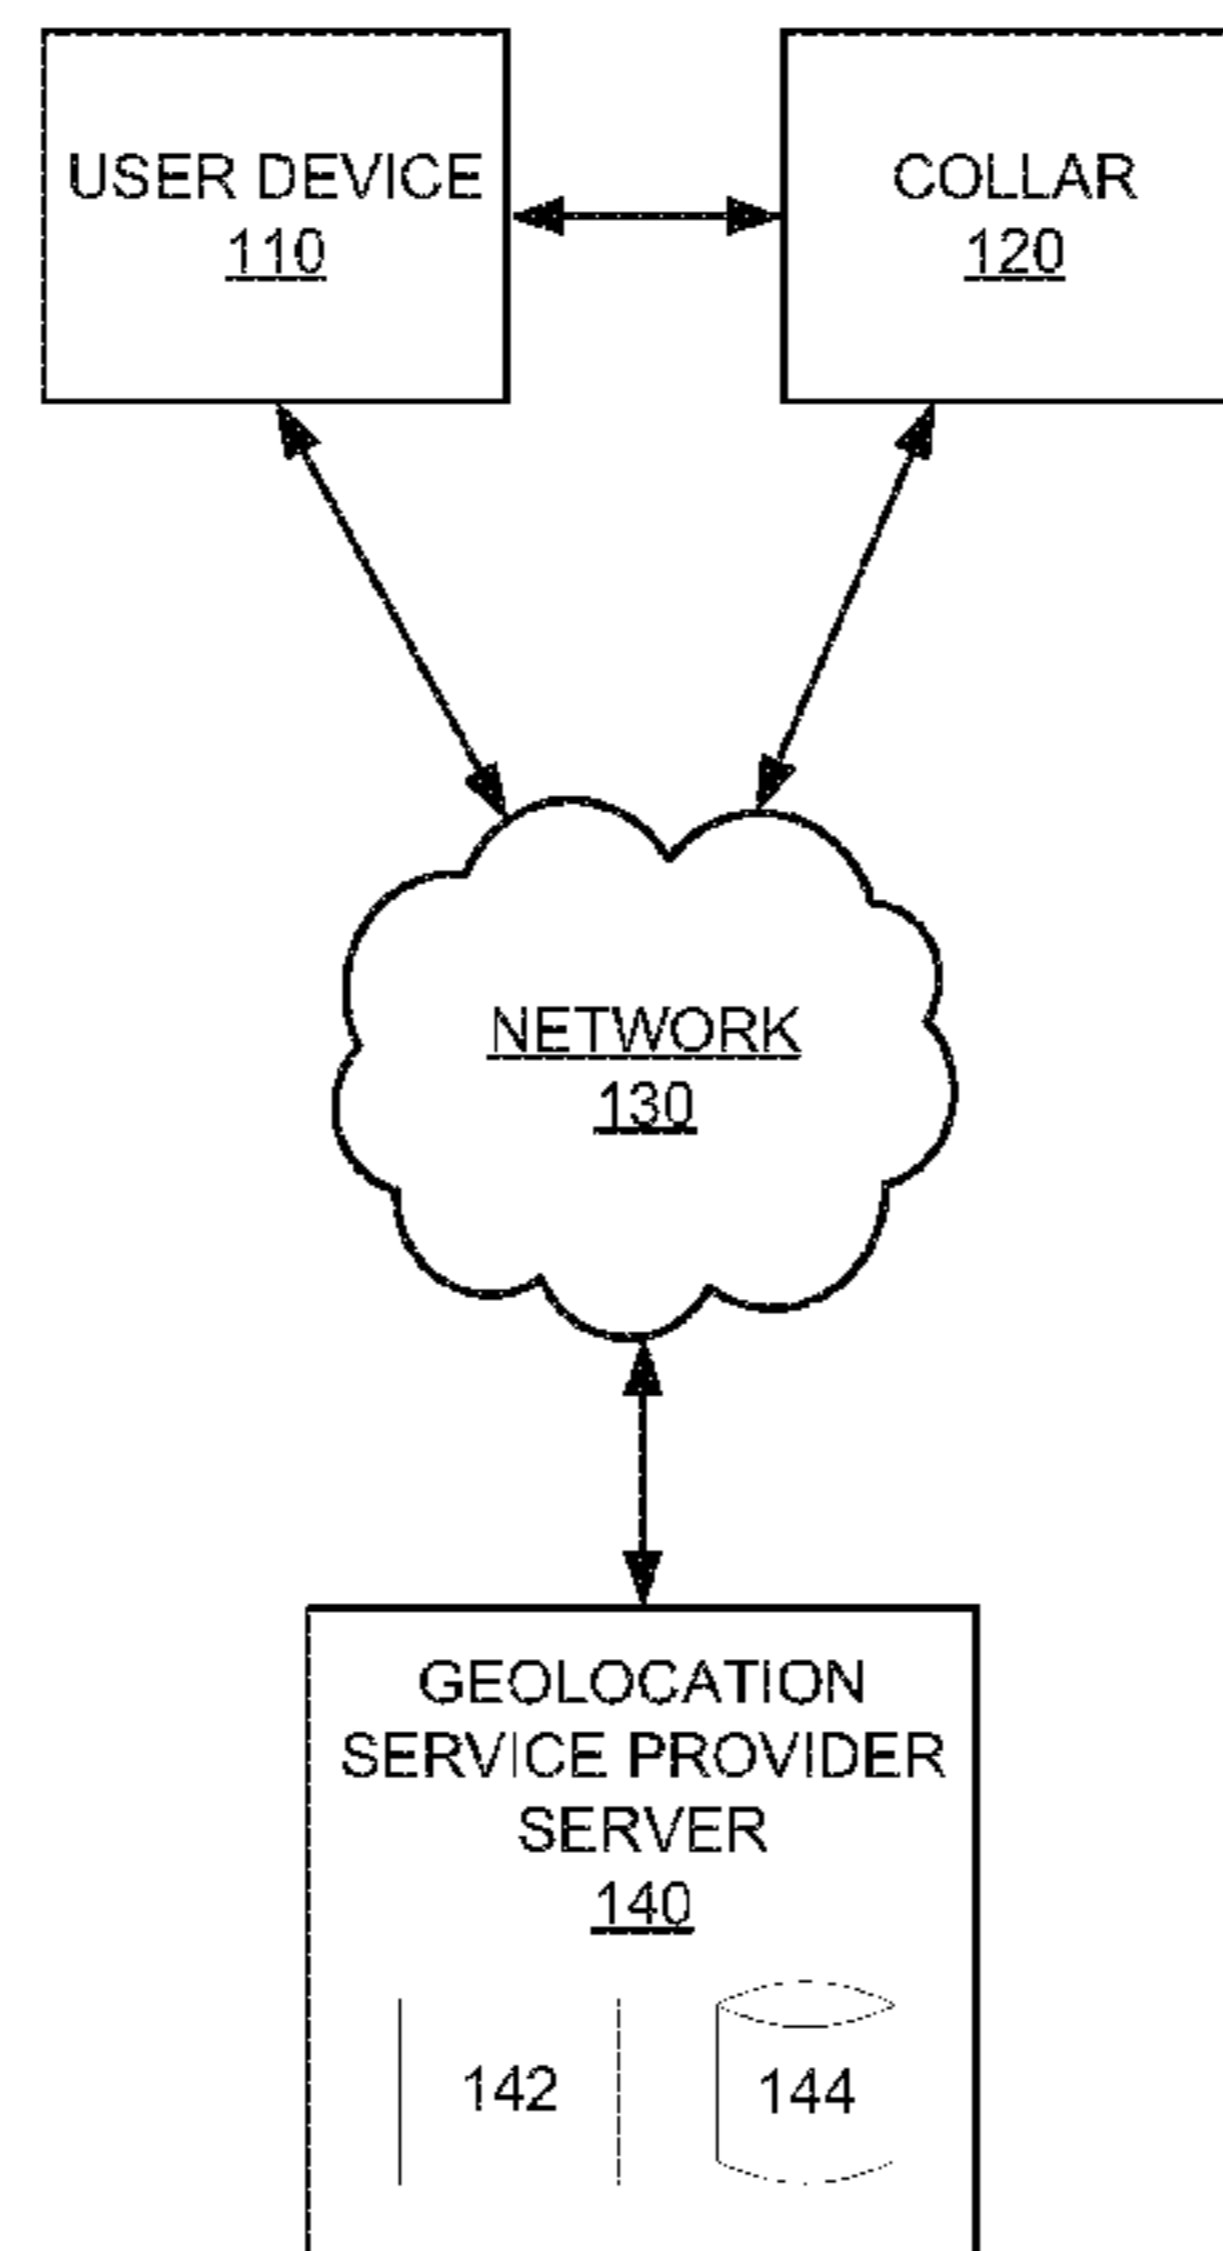 USER DEVICE
110
COLLAR
120
NETWORK
130
GEOLOCATION
SERVICE PROVIDER
SERVER
140
142
144